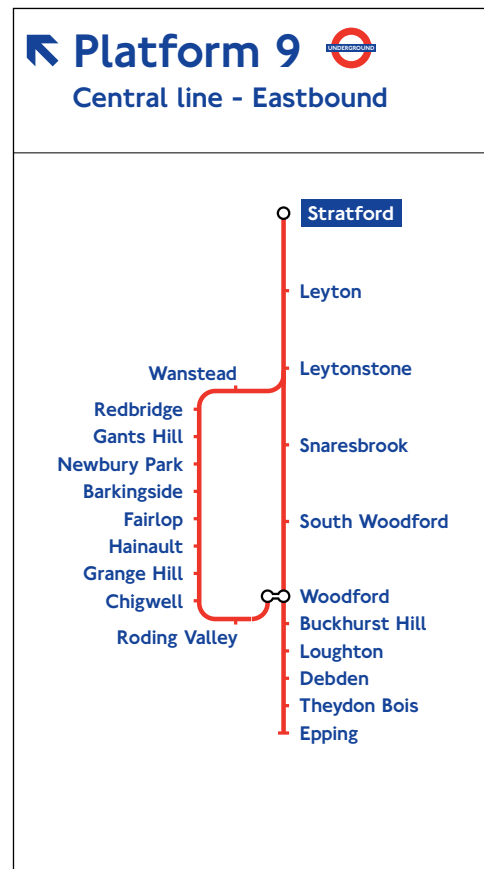 Platform 9
UNDERGROUND
Central line - Eastbound
Stratford
Leyton
Leytonstone
Wanstead
Redbridge
Gants Hill
Newbury Park
Barkingside
Fairlop
Hainault
Grange Hill
Chigwell
Roding Valley
Snaresbrook
South Woodford
Woodford
Buckhurst Hill
Loughton
Debden
Theydon Bois
Epping